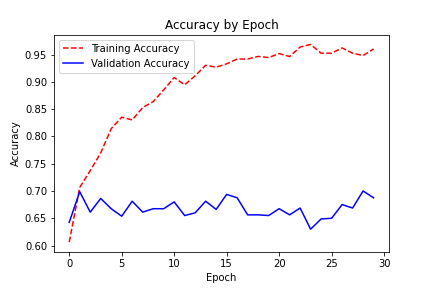 Accuracy by Epoch
Training Accuracy
Validation Accuracy
0.95
0.90
0.85
0.80
0.75
0.70
0.65
0.60
Accuracy
0 5 10 15 20 25 30
Epoch